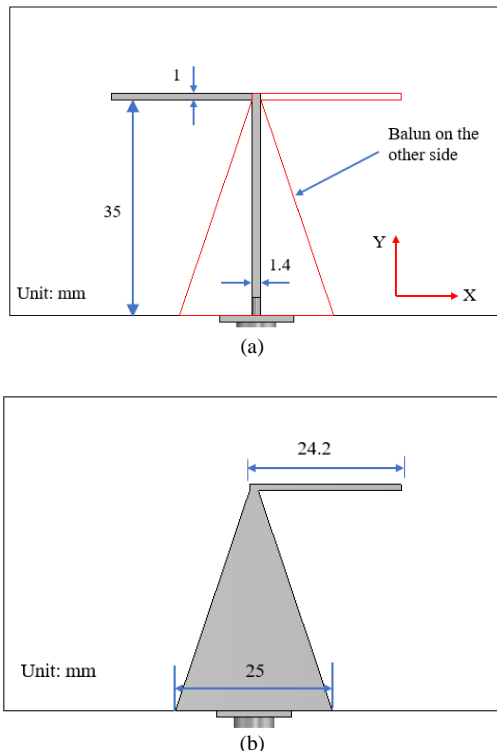 1
Balun on the
other side
35
Y
1.4
X
Unit: mm
(a)
24.2
Unit: mm
25
(b)